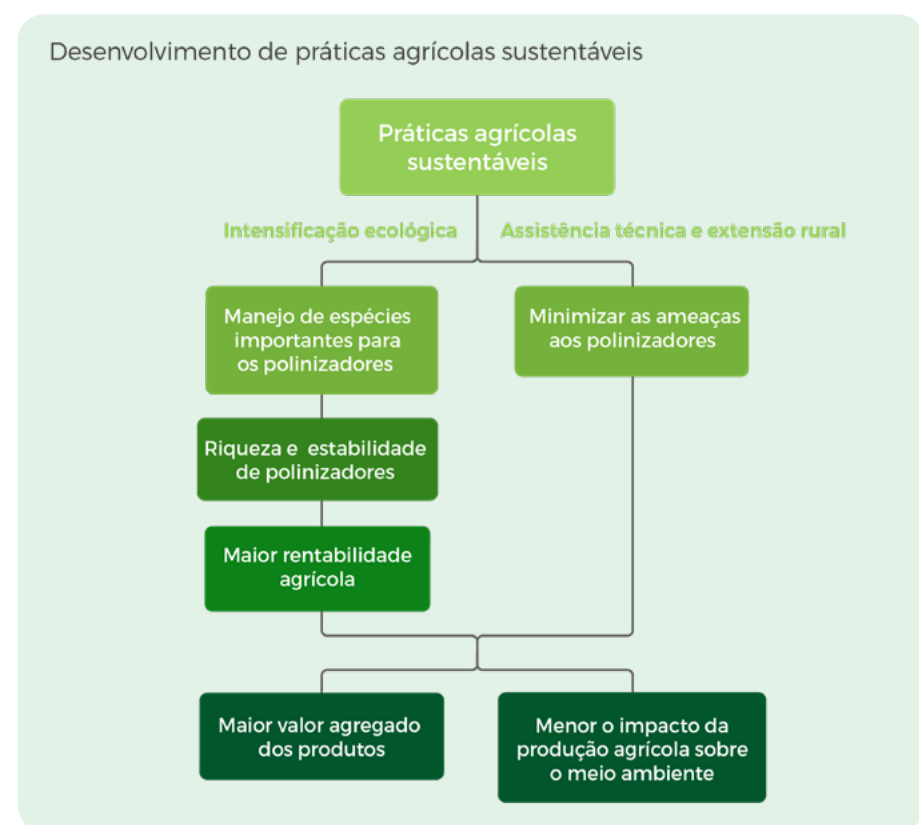 Desenvolvimento de práticas agrícolas sustentáveis
Práticas agrícolas
sustentáveis
Intensificação ecológica
Assistência técnica e extensão rural
Manejo de espécies
importantes para
os polinizadores
Minimizar as ameaças
aos polinizadores
Riqueza e estabilidade
de polinizadores
Maior rentabilidade
agrícola
Maior valor agregado
dos produtos
Menor o impacto da
produção agrícola sobre
o meio ambiente